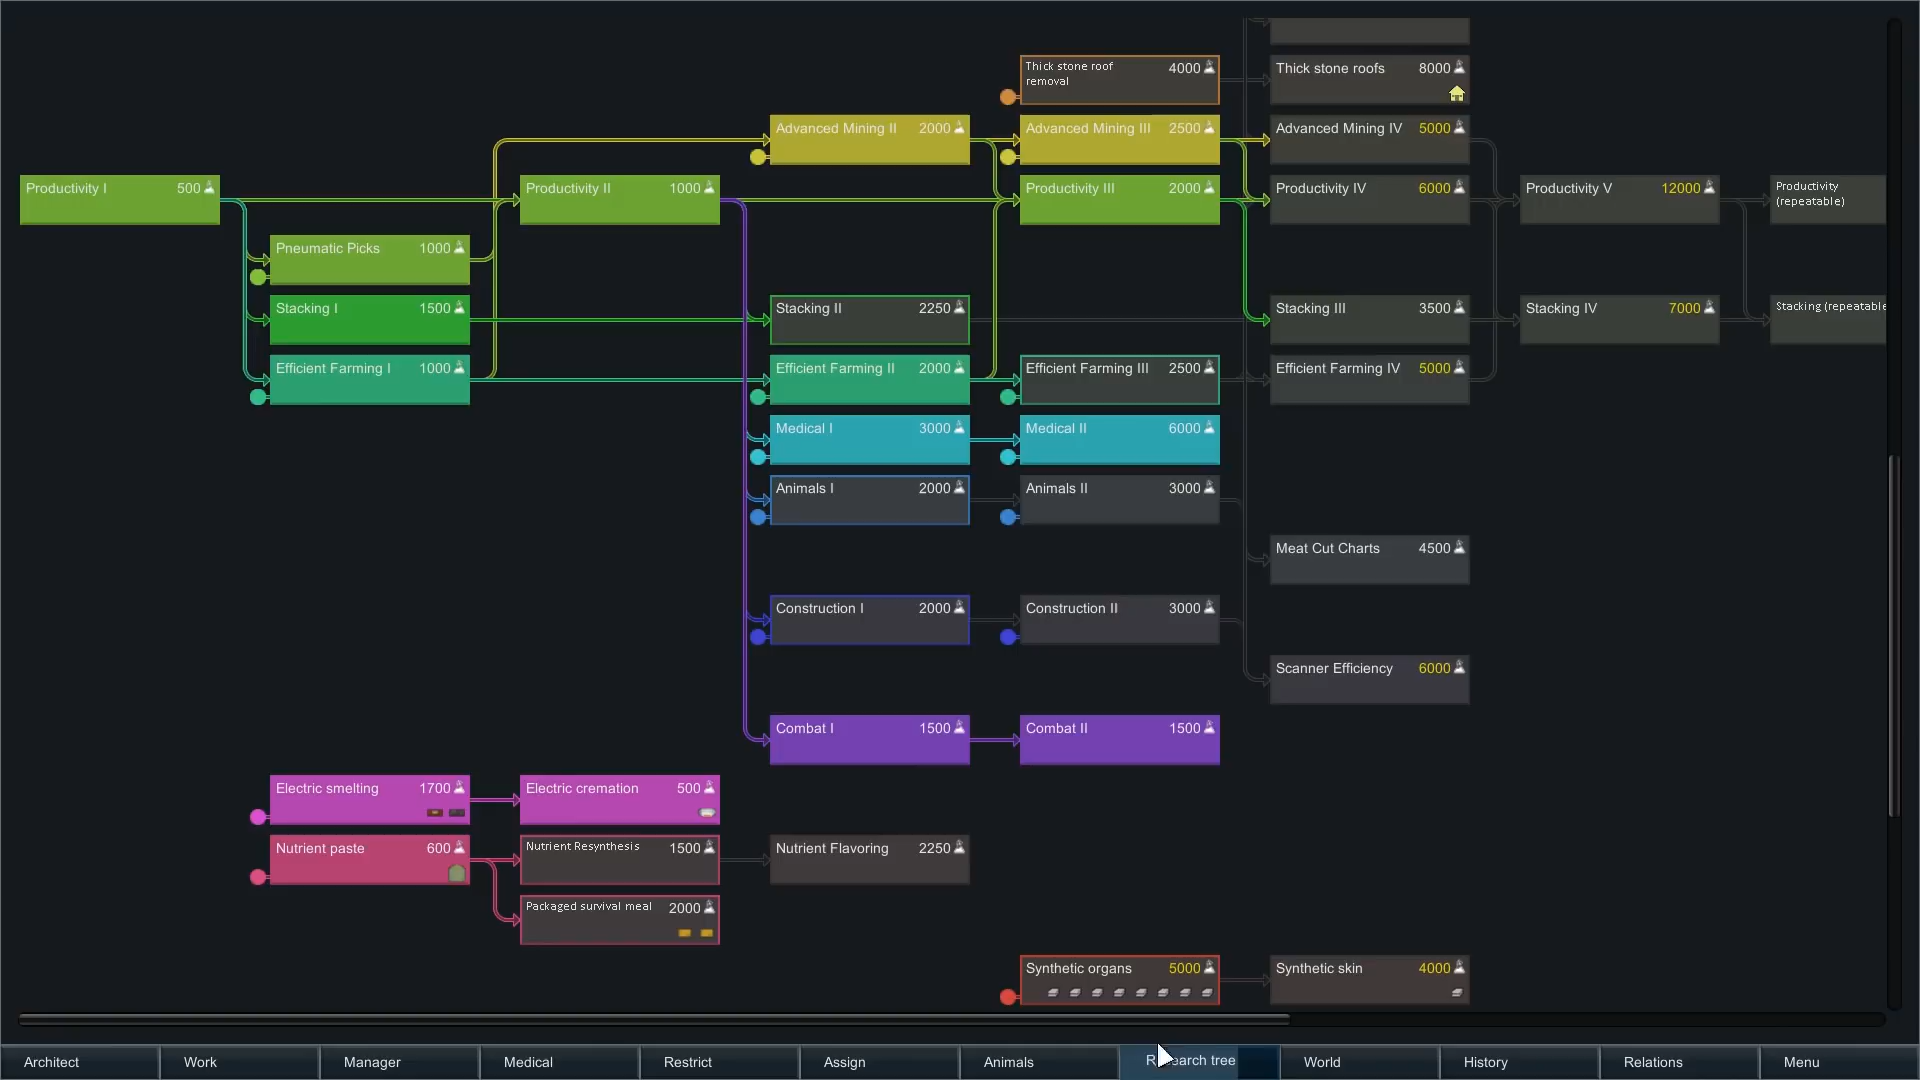 Thick stone roof
removal
4000
Thick stone roofs 8000
Advanced Mining II 2000
Advanced Mining III 2500
Advanced Mining IV 5000
Productivity I 500
Productivity II 1000
Productivity III 2000
Productivity IV 6000
Productivity V 12000
Productivity
(repeatable)
Pneumatic Picks 1000
Stacking I 1500
Stacking II 2250
Stacking III 3500
Stacking IV 7000
Stacking (repeatable
Efficient Farming I 1000
Efficient Farming II 2000
Efficient Farming III 2500
Efficient Farming IV 5000
Medical I 3000
Medical II 6000
Animals I 2000
Animals II 3000
Meat Cut Charts 4500
Construction I 2000
Construction II 3000
Scanner Efficiency 6000
Combat I 1500
Combat II 1500
Electric smelting 1700
Electric cremation 500
Nutrient paste 600
Nutrient Resynthesis 1500
Nutrient Flavoring 2250
Packaged survival meal 2000
Synthetic organs 5000
Synthetic skin 4000
Architect
Work
Manager
Medical
Restrict
Assign
Animals
Research tree
World
History
Relations
Menu